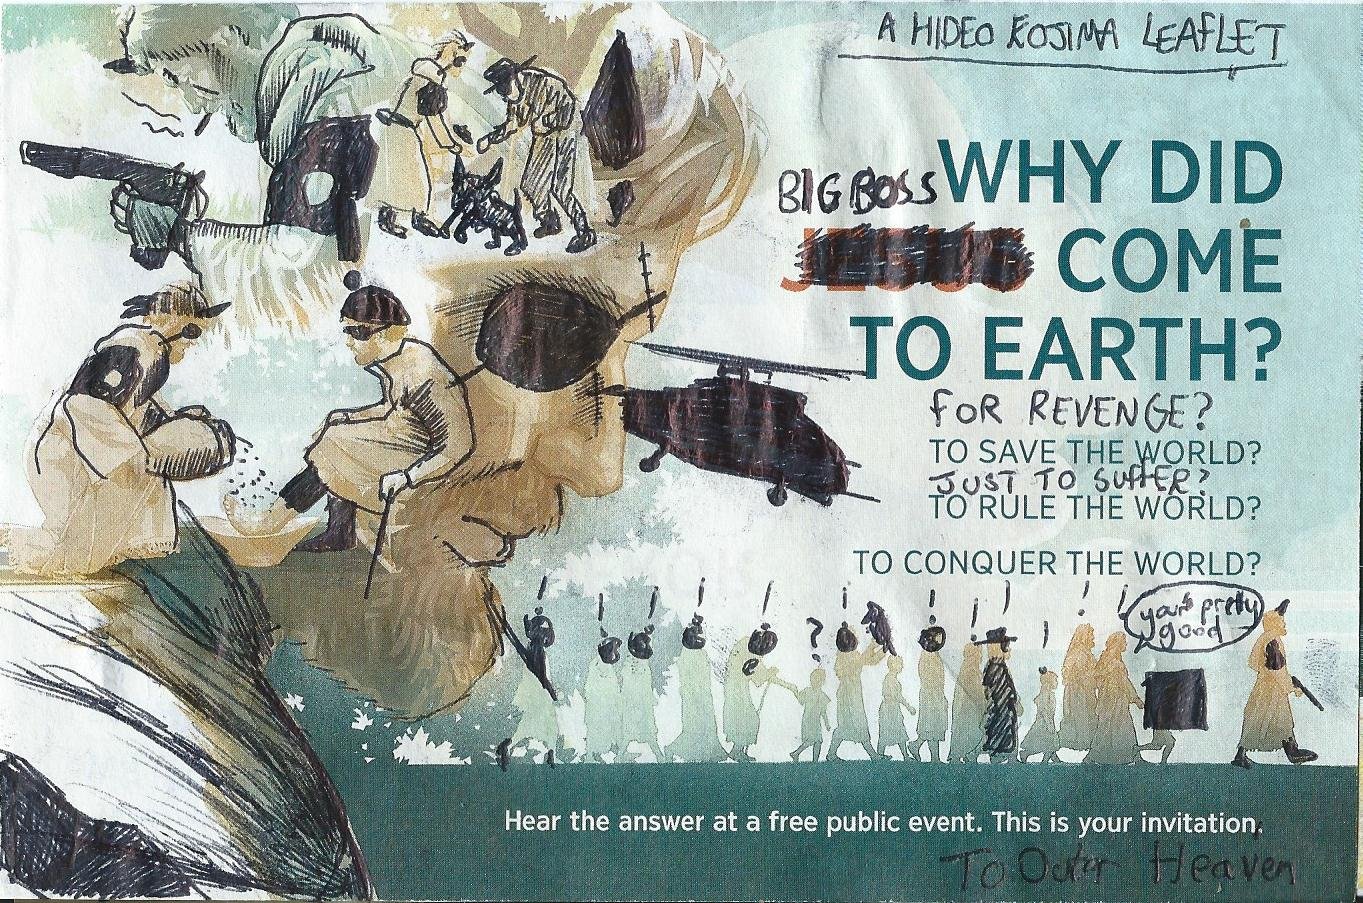 A HIDEO KOJIMA LEAFLET
BIG BOSS WHY DID
JESUS COME
TO EARTH?
FOR REVENGE?
TO SAVE THE WORLD?
JUST TO SUFFER?
TO RULE THE WORLD?
TO CONQUER THE WORLD?
! ! ! ! ! ? ! ! ! ! ! ! !
your pretty
good
Hear the answer at a free public event. This is your invitation.
To Outer Heaven